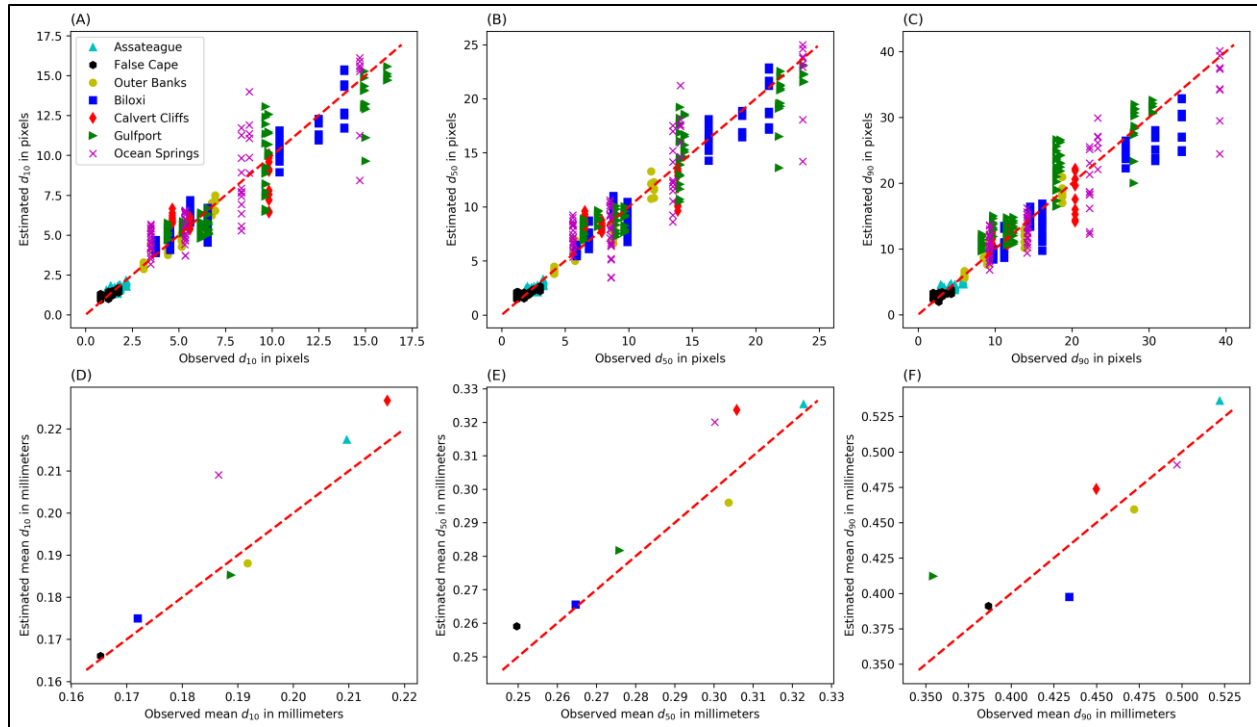 (A)
17.5
15.0
12.5
10.0
7.5
5.0
2.5
0.0
Estimated d10 in pixels
Assateague
False Cape
Outer Banks
Biloxi
Calvert Cliffs
Gulfport
Ocean Springs
0.0 2.5 5.0 7.5 10.0 12.5 15.0 17.5
Observed d10 in pixels
(B)
25
20
15
10
5
0
Estimated d50 in pixels
0 5 10 15 20 25
Observed d50 in pixels
(C)
40
30
20
10
0
Estimated d90 in pixels
0 10 20 30 40
Observed d90 in pixels
(D)
0.22
0.21
0.20
0.19
0.18
0.17
0.16
Estimated mean d10 in millimeters
0.16 0.17 0.18 0.19 0.20 0.21 0.22
Observed mean d10 in millimeters
(E)
0.33
0.32
0.31
0.30
0.29
0.28
0.27
0.26
0.25
Estimated mean d50 in millimeters
0.25 0.26 0.27 0.28 0.29 0.30 0.31 0.32 0.33
Observed mean d50 in millimeters
(F)
0.525
0.500
0.475
0.450
0.425
0.400
0.375
0.350
Estimated mean d90 in millimeters
0.350 0.375 0.400 0.425 0.450 0.475 0.500 0.525
Observed mean d90 in millimeters